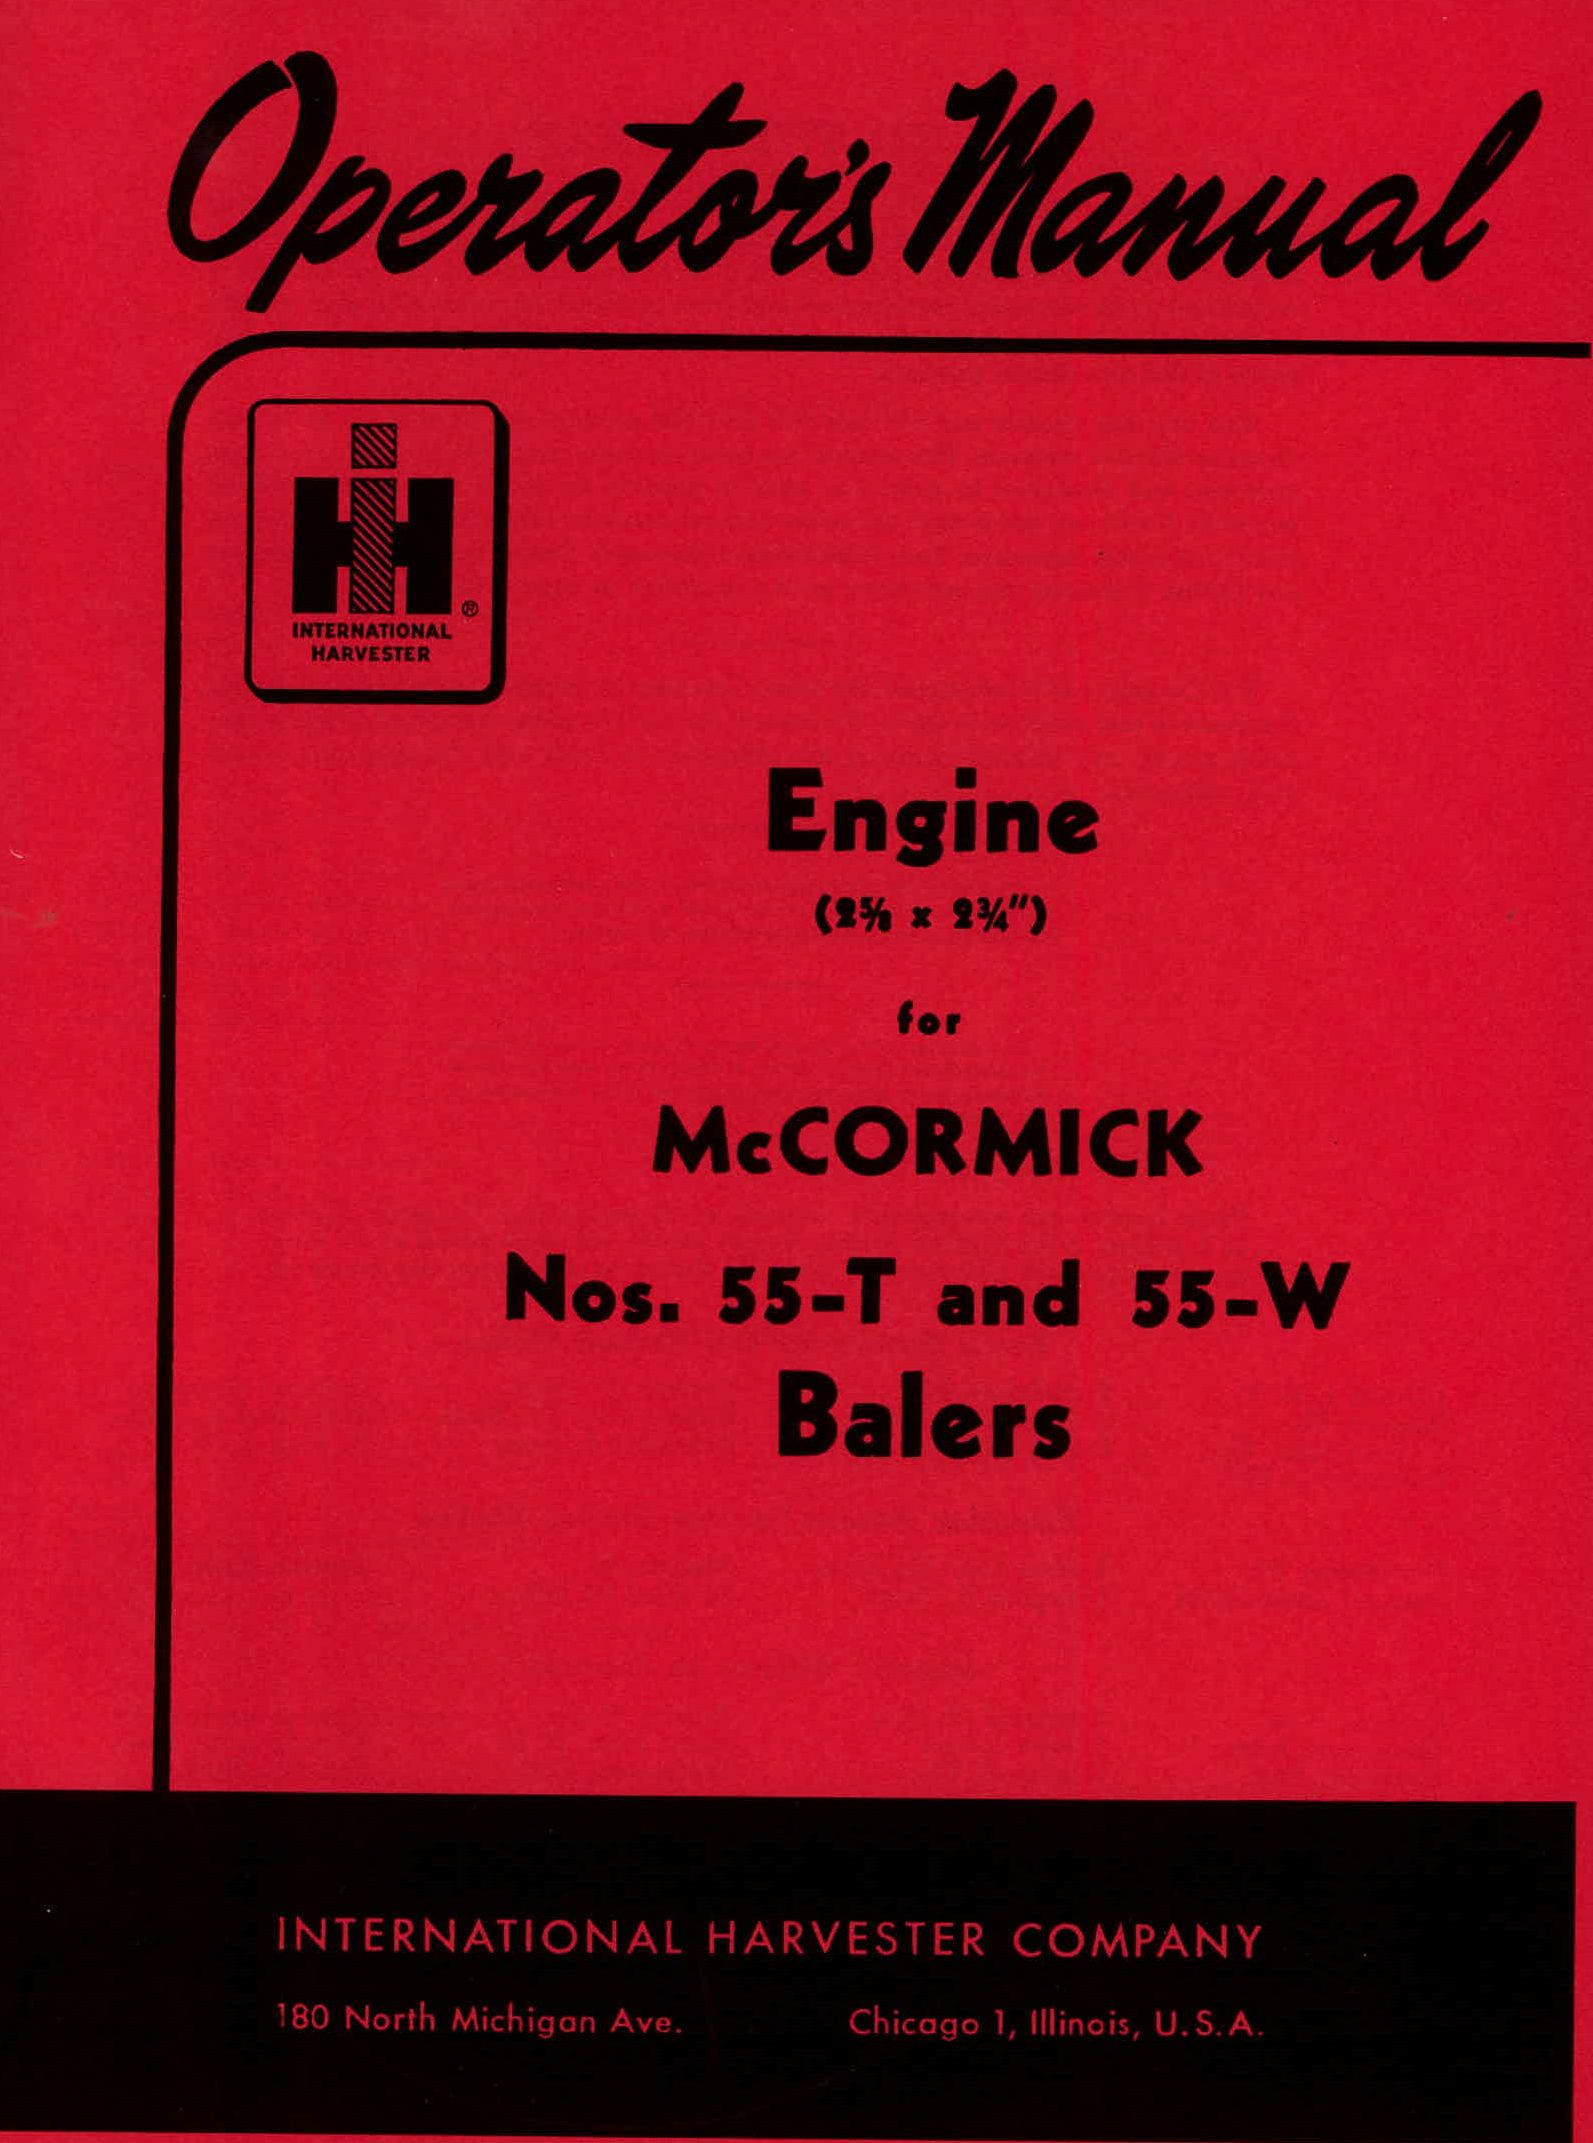 Operator's Manual
IH ®
INTERNATIONAL
HARVESTER
Engine
(2⅝ x 2¾")
for
McCORMICK
Nos. 55-T and 55-W
Balers
INTERNATIONAL HARVESTER COMPANY
180 North Michigan Ave. Chicago 1, Illinois, U.S.A.